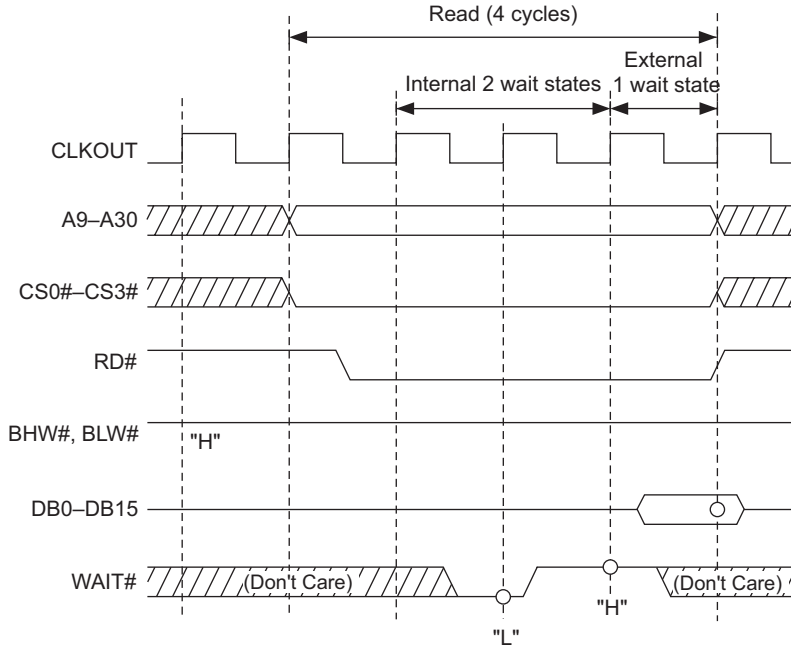 Read (4 cycles)
External
Internal 2 wait states
1 wait state
CLKOUT
A9–A30
CS0#–CS3#
RD#
BHW#, BLW#
"H"
DB0–DB15
WAIT#
(Don't Care)
(Don't Care)
"L"
"H"